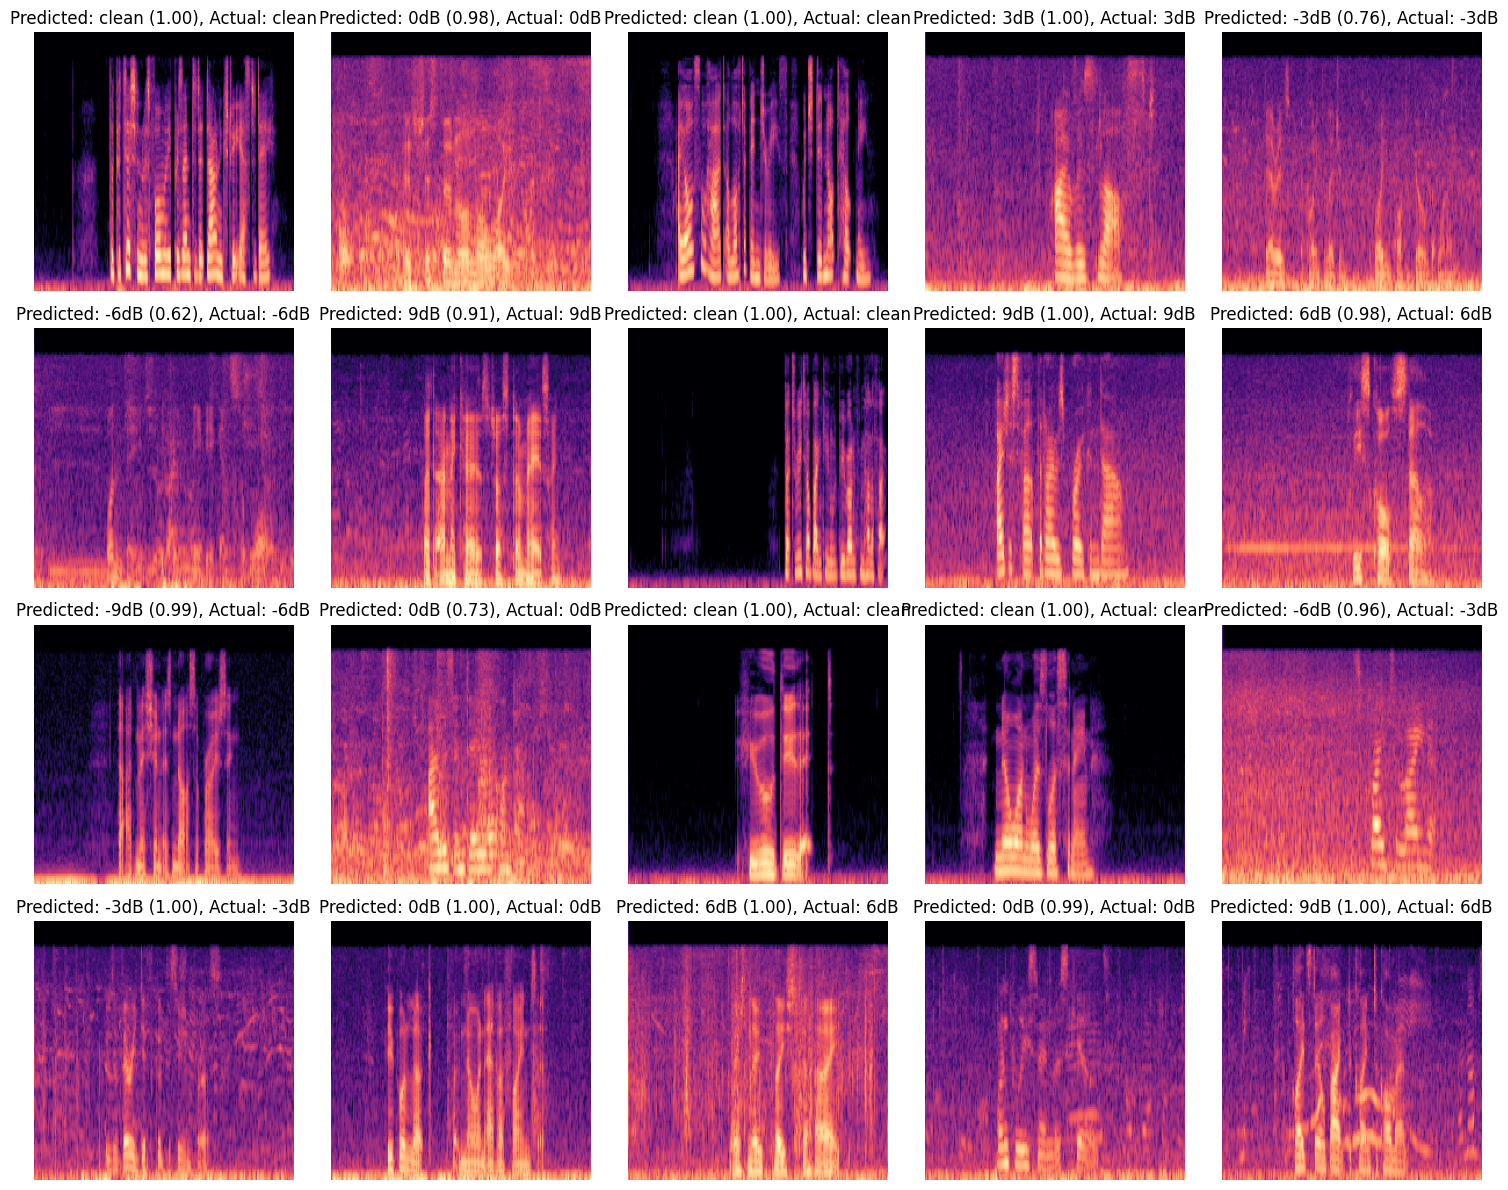 Predicted: clean (1.00), Actual: clean
Predicted: 0dB (0.98), Actual: 0dB
Predicted: clean (1.00), Actual: clean
Predicted: 3dB (1.00), Actual: 3dB
Predicted: -3dB (0.76), Actual: -3dB
Predicted: -6dB (0.62), Actual: -6dB
Predicted: 9dB (0.91), Actual: 9dB
Predicted: clean (1.00), Actual: clean
Predicted: 9dB (1.00), Actual: 9dB
Predicted: 6dB (0.98), Actual: 6dB
Predicted: -9dB (0.99), Actual: -6dB
Predicted: 0dB (0.73), Actual: 0dB
Predicted: clean (1.00), Actual: clean
Predicted: clean (1.00), Actual: clean
Predicted: -6dB (0.96), Actual: -3dB
Predicted: -3dB (1.00), Actual: -3dB
Predicted: 0dB (1.00), Actual: 0dB
Predicted: 6dB (1.00), Actual: 6dB
Predicted: 0dB (0.99), Actual: 0dB
Predicted: 9dB (1.00), Actual: 6dB